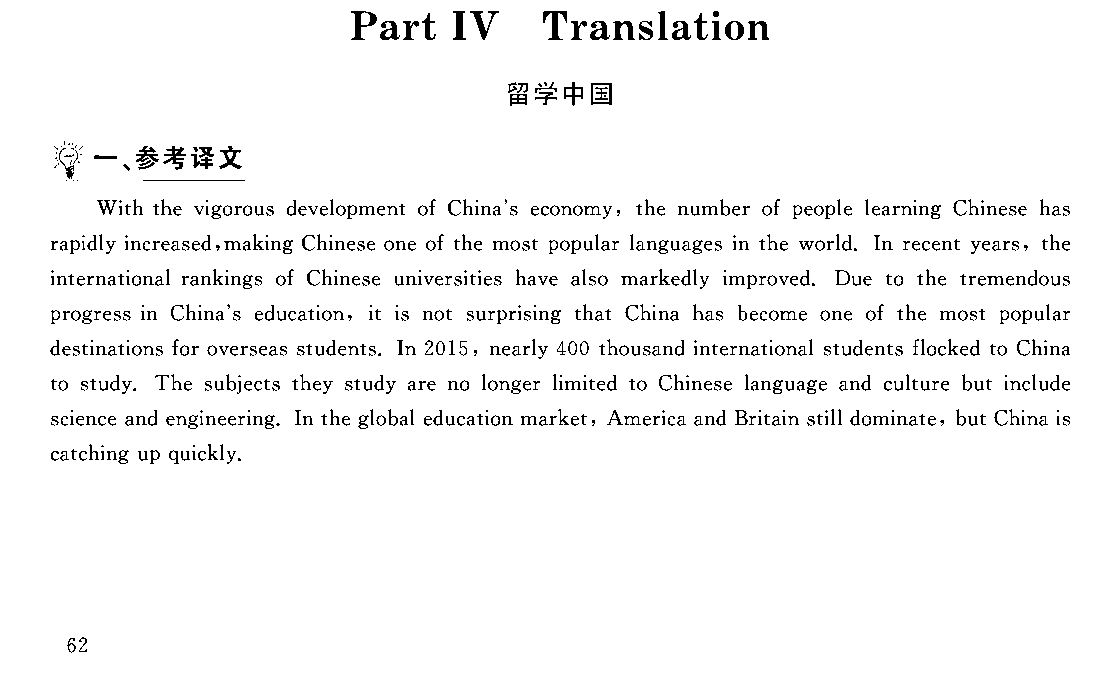 Part IV Translation
留学中国
一、参考译文
With the vigorous development of China's economy, the number of people learning Chinese has
rapidly increased,making Chinese one of the most popular languages in the world. In recent years, the
international rankings of Chinese universities have also markedly improved. Due to the tremendous
progress in China's education, it is not surprising that China has become one of the most popular
destinations for overseas students. In 2015, nearly 400 thousand international students flocked to China
to study. The subjects they study are no longer limited to Chinese language and culture but include
science and engineering. In the global education market, America and Britain still dominate, but China is
catching up quickly.
62